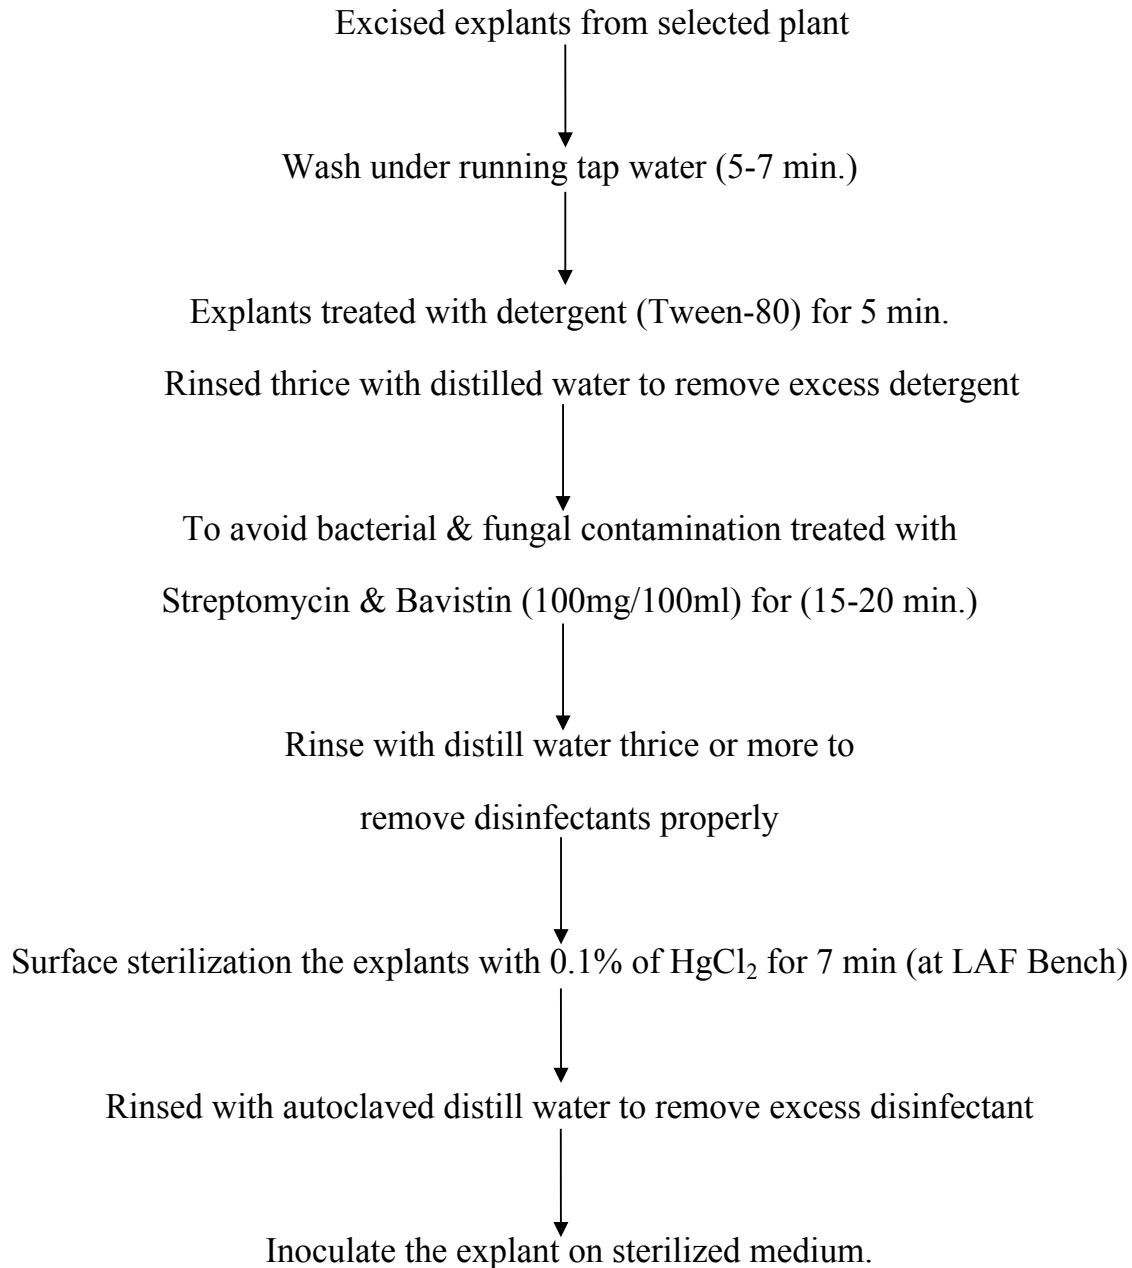 Excised explants from selected plant
Wash under running tap water (5-7 min.)
Explants treated with detergent (Tween-80) for 5 min.
Rinsed thrice with distilled water to remove excess detergent
To avoid bacterial & fungal contamination treated with
Streptomycin & Bavistin (100mg/100ml) for (15-20 min.)
Rinse with distill water thrice or more to
remove disinfectants properly
Surface sterilization the explants with 0.1% of HgCl₂ for 7 min (at LAF Bench)
Rinsed with autoclaved distill water to remove excess disinfectant
Inoculate the explant on sterilized medium.